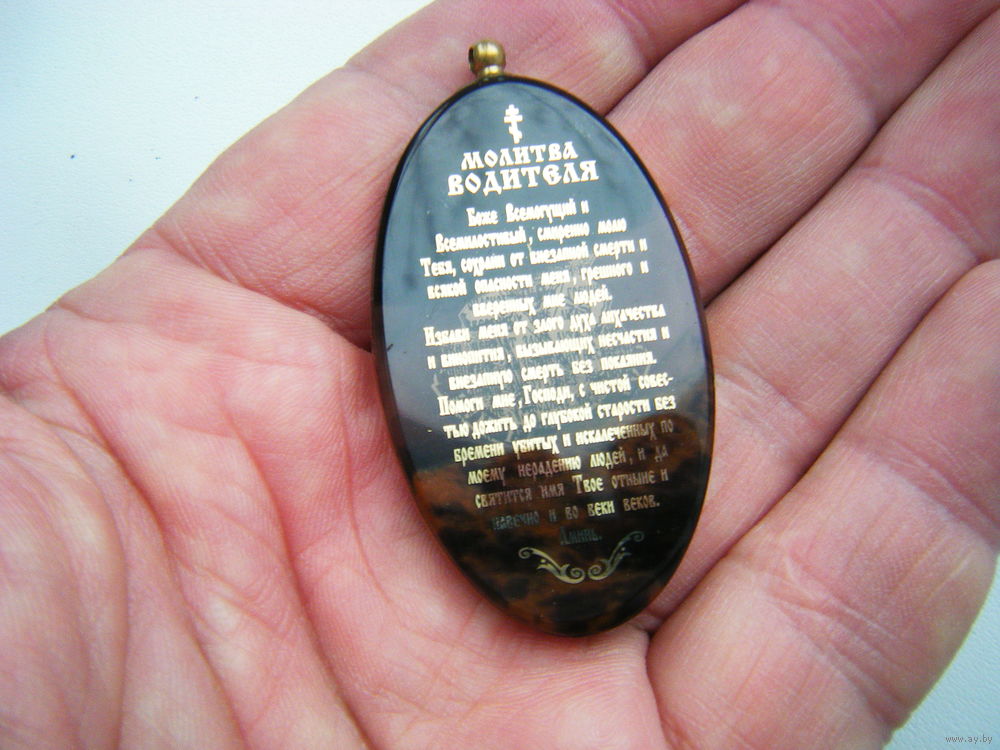 МОЛИТВА
ВОДИТЕЛЯ
Боже Всемогущий и
Всемилостивый, смиренно молю
Тебя, сохрани от внезапной смерти и
всякой опасности меня, грешного и
вверенных мне людей.
Избави меня от злого духа лихачества
и винопития, вызывающих несчастия и
внезапную смерть без покаяния.
Помоги мне, Господи, с чистой совес-
тью дожить до глубокой старости без
бремени убитых и искалеченных по
моему нерадению людей, и да
святится имя Твое отныне и
навечно и во веки веков.
Аминь.
www.ay.by